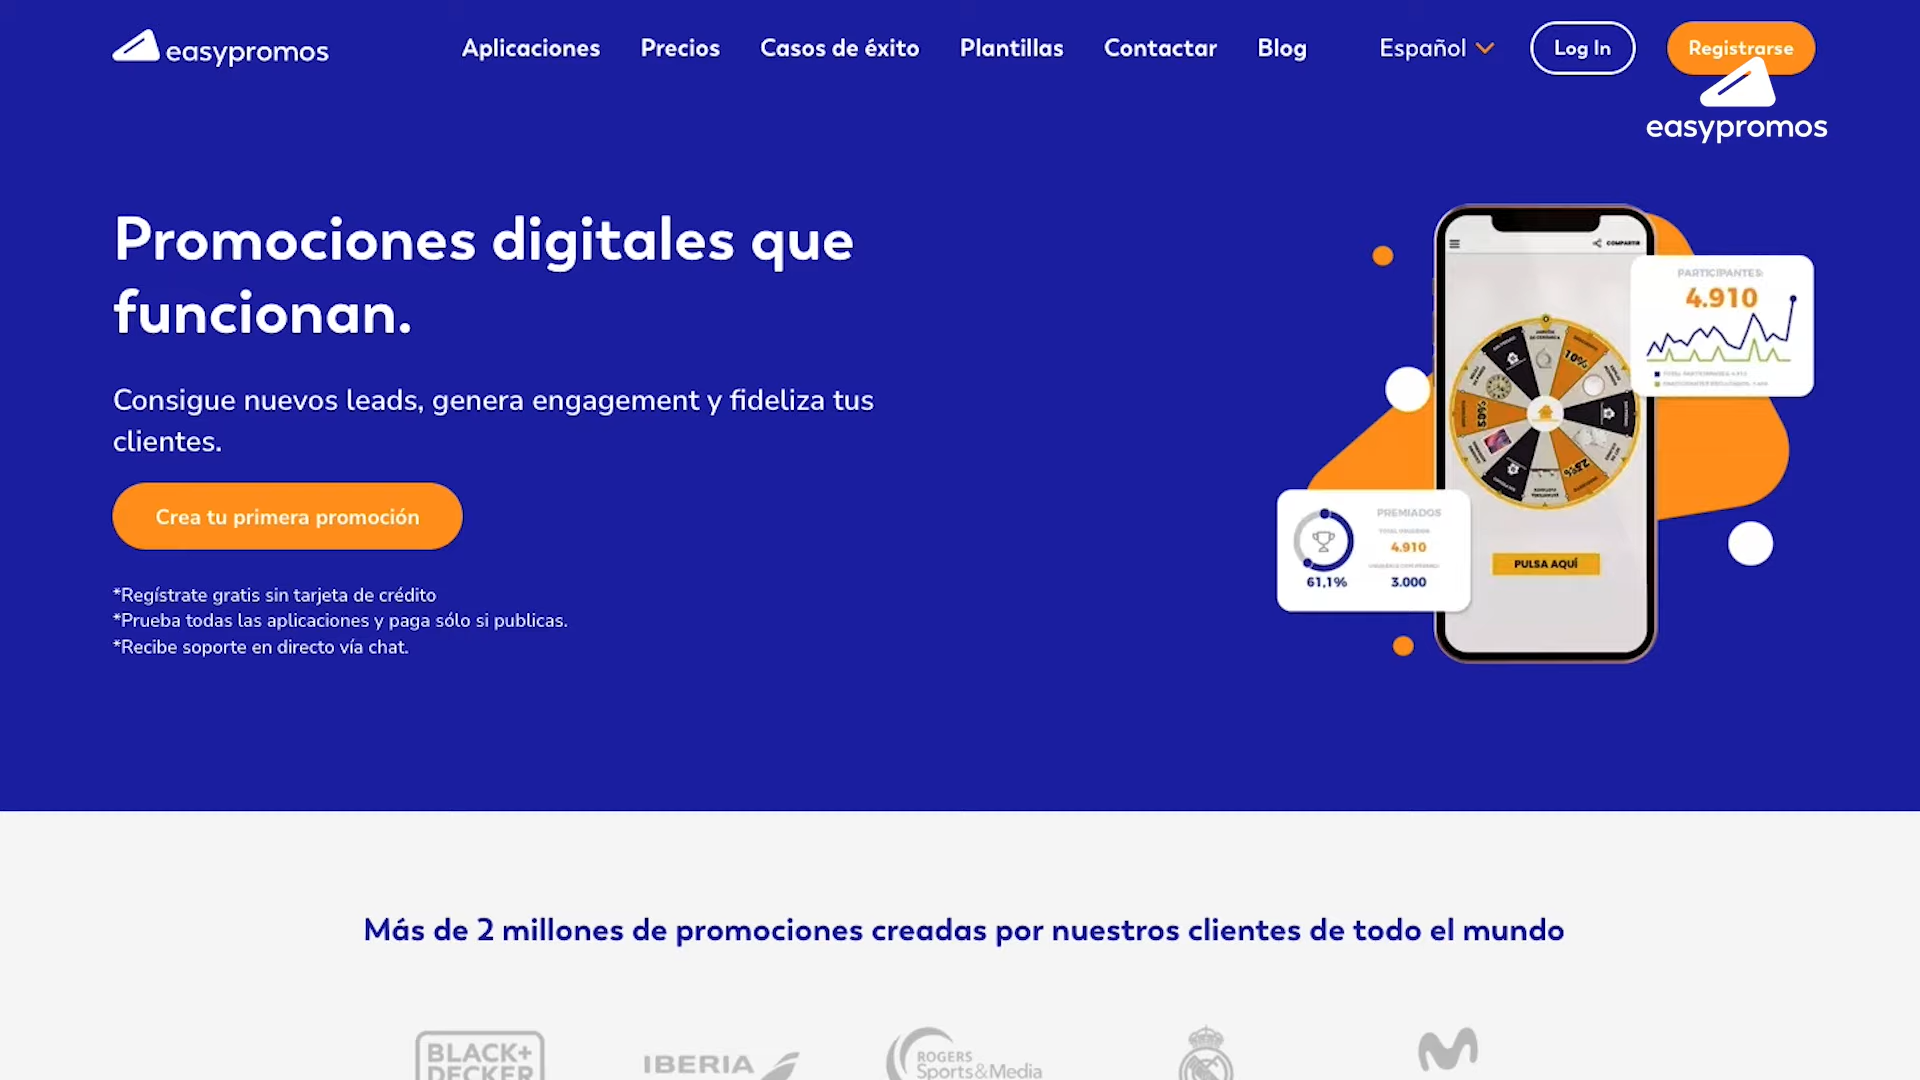 easypromos
Aplicaciones
Precios
Casos de éxito
Plantillas
Contactar
Blog
Español
Log In
Registrarse
easypromos
Promociones digitales que
funcionan.
Consigue nuevos leads, genera engagement y fideliza tus
clientes.
Crea tu primera promoción
*Regístrate gratis sin tarjeta de crédito
*Prueba todas las aplicaciones y paga sólo si publicas.
*Recibe soporte en directo vía chat.
COMPARTIR
PARTICIPANTES:
4.910
10%
50%
25%
PREMIADOS
4.910
61,1%
3.000
PULSA AQUÍ
Más de 2 millones de promociones creadas por nuestros clientes de todo el mundo
BLACK+
DECKER
IBERIA
ROGERS
Sports&Media